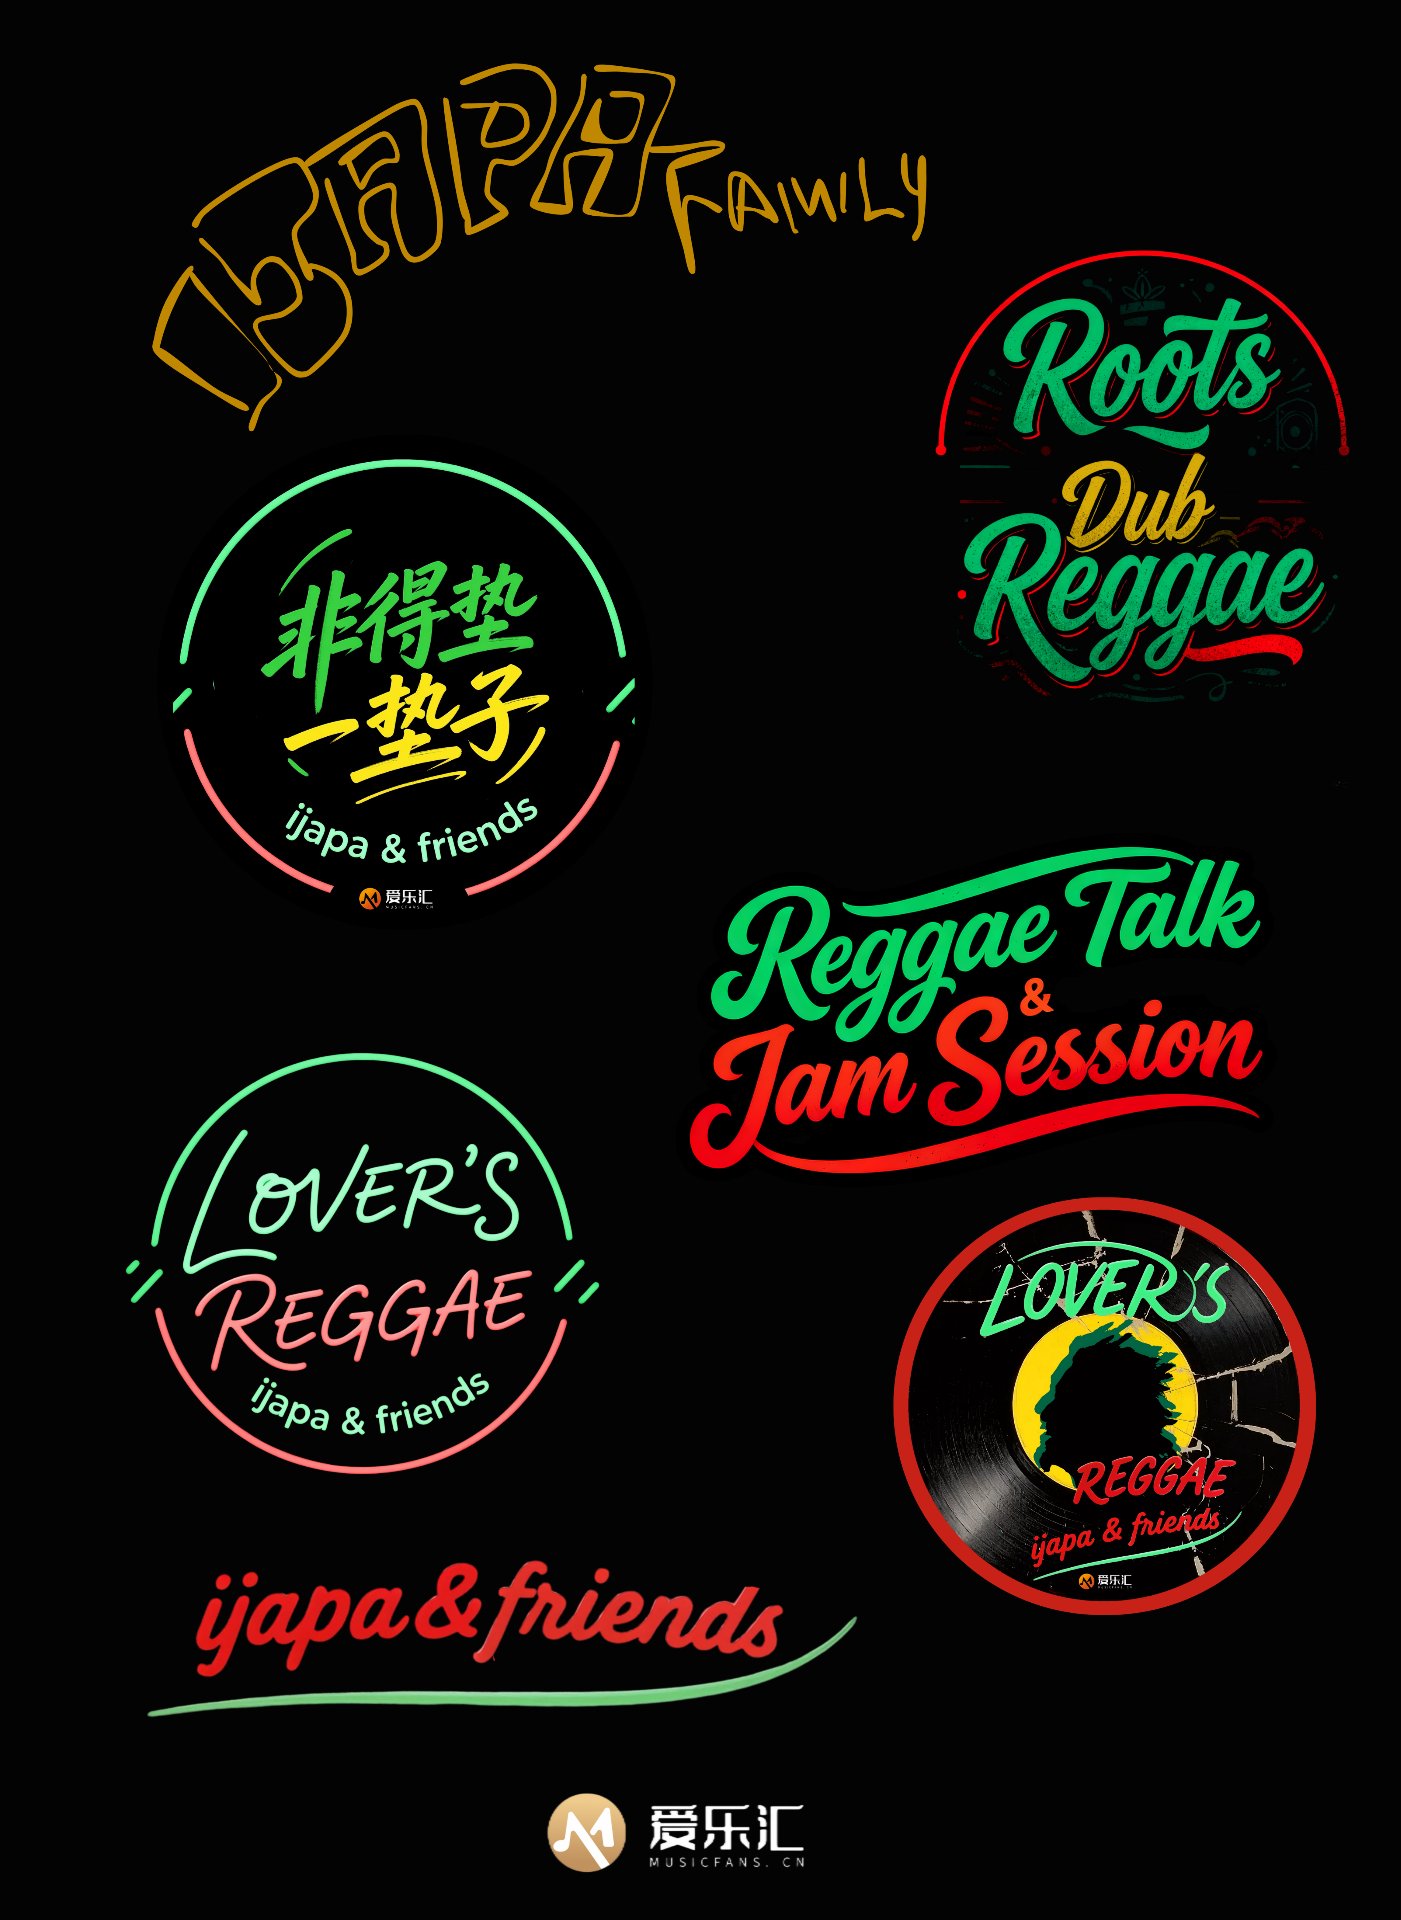 IJAPA FAMILY
Roots
Dub
Reggae
非得垫
一垫子
ijapa & friends
爱乐汇
MUSICFANS. CN
Reggae Talk
&
Jam Session
LOVER'S
REGGAE
ijapa & friends
LOVER'S
REGGAE
ijapa & friends
爱乐汇
ijapa & friends
爱乐汇
MUSICFANS. CN